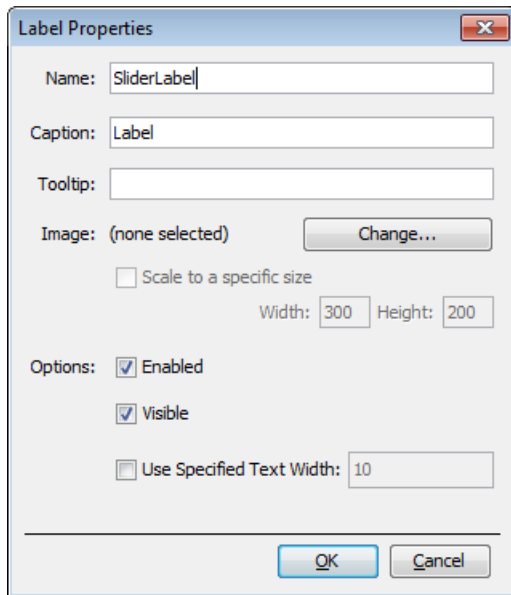 Label Properties
Name: SliderLabel
Caption: Label
Tooltip:
Image: (none selected) Change...
Scale to a specific size
Width: 300 Height: 200
Options: Enabled
Visible
Use Specified Text Width: 10
OK Cancel